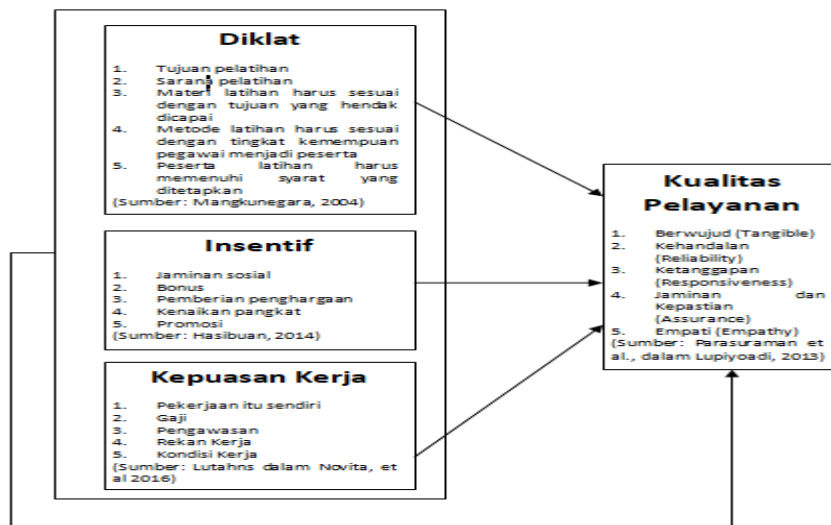 Diklat
1. Tujuan pelatihan
2. Sarana pelatihan
3. Materi latihan harus sesuai
dengan tujuan yang hendak
dicapai
4. Metode latihan harus sesuai
dengan tingkat kemempuan
pegawai menjadi peserta
5. Peserta latihan harus
memenuhi syarat yang
ditetapkan
(Sumber: Mangkunegara, 2004)
Insentif
1. Jaminan sosial
2. Bonus
3. Pemberian penghargaan
4. Kenaikan pangkat
5. Promosi
(Sumber: Hasibuan, 2014)
Kepuasan Kerja
1. Pekerjaan itu sendiri
2. Gaji
3. Pengawasan
4. Rekan Kerja
5. Kondisi Kerja
(Sumber: Lutahns dalam Novita, et
al 2016)
Kualitas
Pelayanan
1. Berwujud (Tangible)
2. Kehandalan
(Reliability)
3. Ketanggapan
(Responsiveness)
4. Jaminan dan
Kepastian
(Assurance)
5. Empati (Empathy)
(Sumber: Parasuraman et
al., dalam Lupiyoadi, 2013)